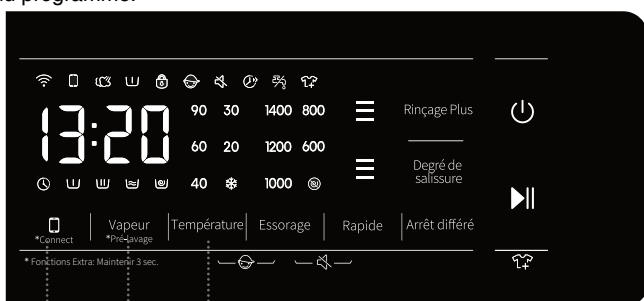 programme.
90 30 1400 800
Rinçage Plus
13:20
60 20 1200 600
Degré de
salissure
40 1000
Vapeur Température Essorage Rapide Arrêt différé
*Connect *Pré-lavage
* Fonctions Extra: Maintenir 3 sec.